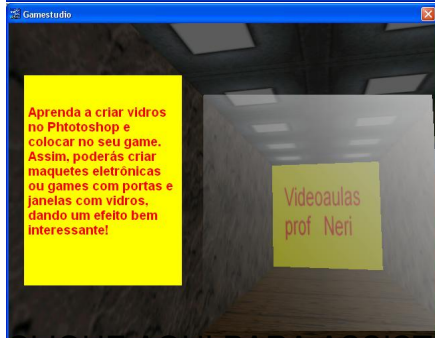 Gamestudio
Aprenda a criar vidros
no Phtotoshop e
colocar no seu game.
Assim, poderás criar
maquetes eletrônicas
ou games com portas e
janelas com vidros,
dando um efeito bem
interessante!
Videoaulas
prof Neri